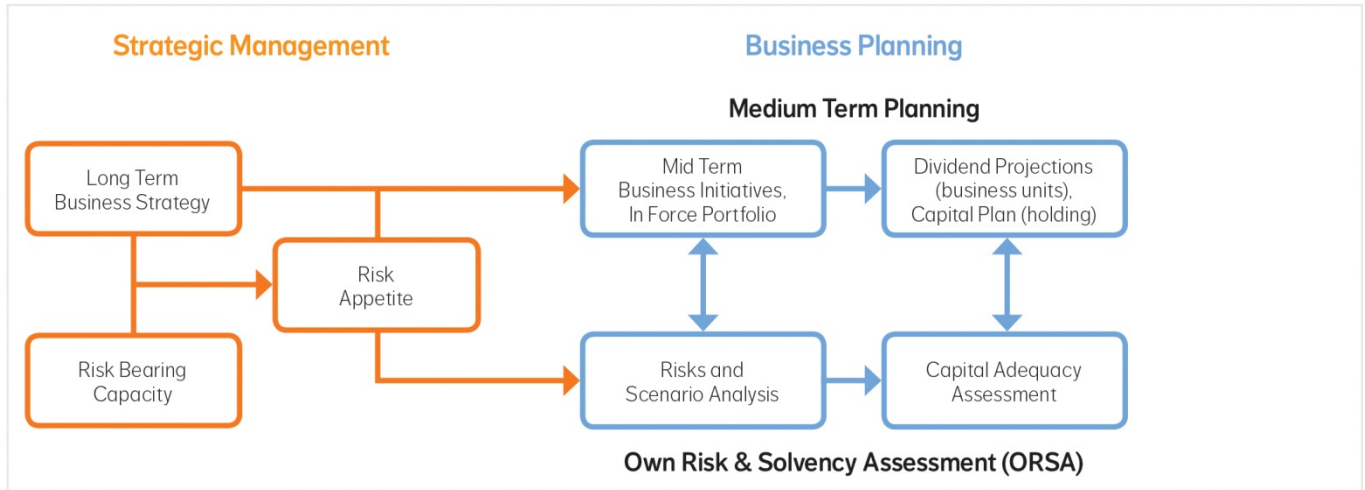 Strategic Management
Business Planning
Medium Term Planning
Long Term
Business Strategy
Risk
Appetite
Risk Bearing
Capacity
Mid Term
Business Initiatives,
In Force Portfolio
Dividend Projections
(business units),
Capital Plan (holding)
Risks and
Scenario Analysis
Capital Adequacy
Assessment
Own Risk & Solvency Assessment (ORSA)